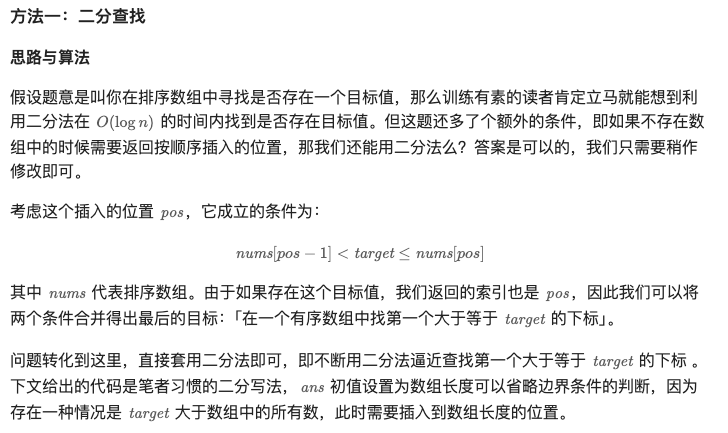 方法一：二分查找
思路与算法
假设题意是叫你在排序数组中寻找是否存在一个目标值，那么训练有素的读者肯定立马就能想到利
用二分法在 O(log n) 的时间内找到是否存在目标值。但这题还多了个额外的条件，即如果不存在数
组中的时候需要返回按顺序插入的位置，那我们还能用二分法么？答案是可以的，我们只需要稍作
修改即可。
考虑这个插入的位置 pos，它成立的条件为：
nums[pos − 1] < target ≤ nums[pos]
其中 nums 代表排序数组。由于如果存在这个目标值，我们返回的索引也是 pos，因此我们可以将
两个条件合并得出最后的目标：「在一个有序数组中找第一个大于等于 target 的下标」。
问题转化到这里，直接套用二分法即可，即不断用二分法逼近查找第一个大于等于 target 的下标 。
下文给出的代码是笔者习惯的二分写法，ans 初值设置为数组长度可以省略边界条件的判断，因为
存在一种情况是 target 大于数组中的所有数，此时需要插入到数组长度的位置。